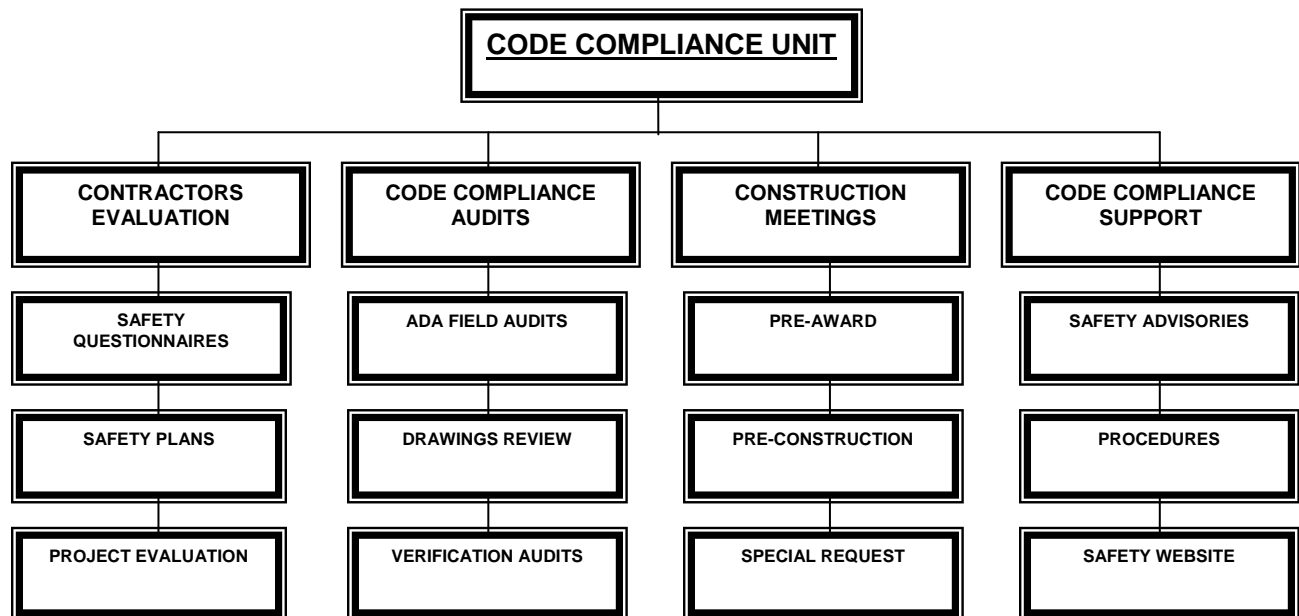 CODE COMPLIANCE UNIT
CONTRACTORS
EVALUATION
CODE COMPLIANCE
AUDITS
CONSTRUCTION
MEETINGS
CODE COMPLIANCE
SUPPORT
SAFETY
QUESTIONNAIRES
ADA FIELD AUDITS
PRE-AWARD
SAFETY ADVISORIES
SAFETY PLANS
DRAWINGS REVIEW
PRE-CONSTRUCTION
PROCEDURES
PROJECT EVALUATION
VERIFICATION AUDITS
SPECIAL REQUEST
SAFETY WEBSITE